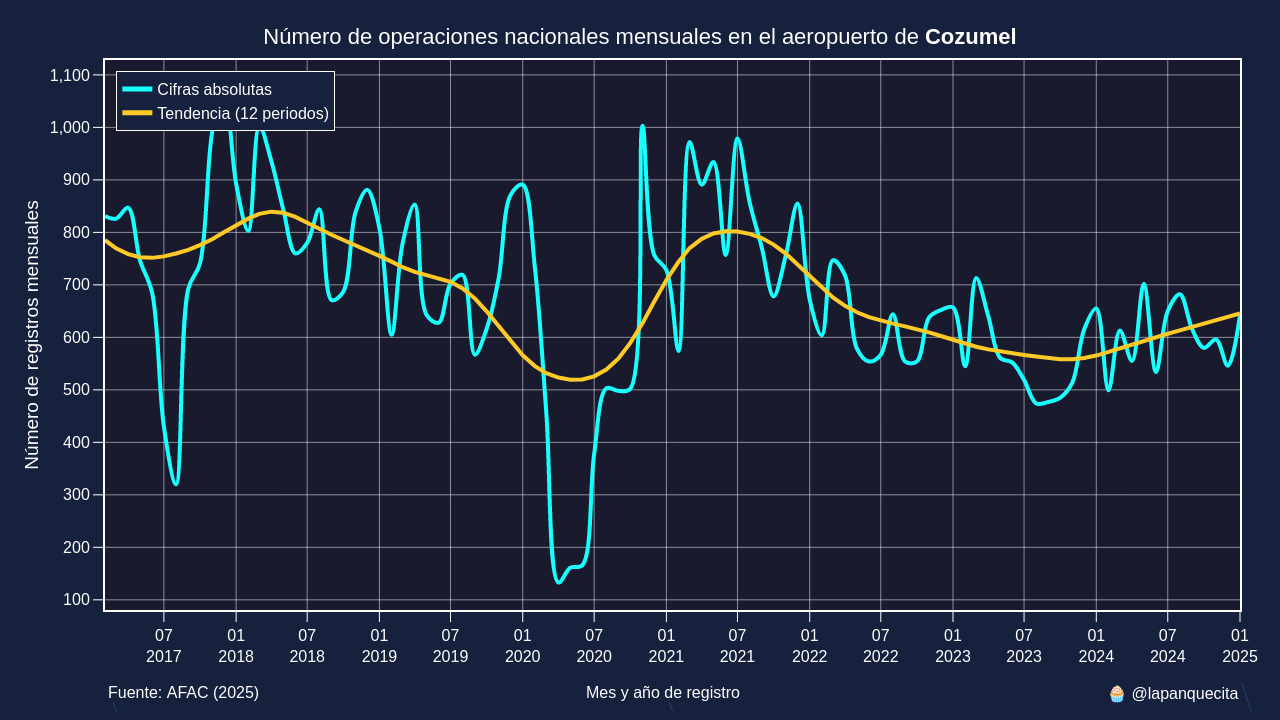 Número de operaciones nacionales mensuales en el aeropuerto de Cozumel
Cifras absolutas
Tendencia (12 periodos)
Número de registros mensuales
1,100
1,000
900
800
700
600
500
400
300
200
100
07 01 07 01 07 01 07 01 07 01 07 01 07 01 07 01
2017 2018 2018 2019 2019 2020 2020 2021 2021 2022 2022 2023 2023 2024 2024 2025
Fuente: AFAC (2025) Mes y año de registro 🧁 @lapanquecita